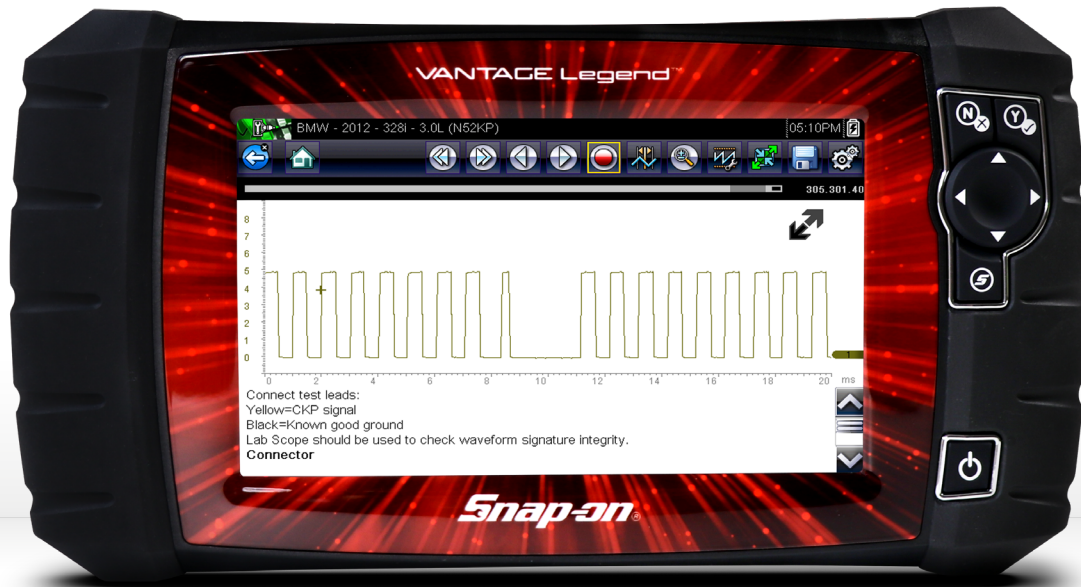 VANTAGE Legend™
BMW - 2012 - 328i - 3.0L (N52KP)
05:10PM
N
Y
305.301.40
8
7
6
5
4
3
2
1
0
1
0 2 4 6 8 10 12 14 16 18 20 ms
Connect test leads:
Yellow=CKP signal
Black=Known good ground
Lab Scope should be used to check waveform signature integrity.
Connector
S
Snap-on®